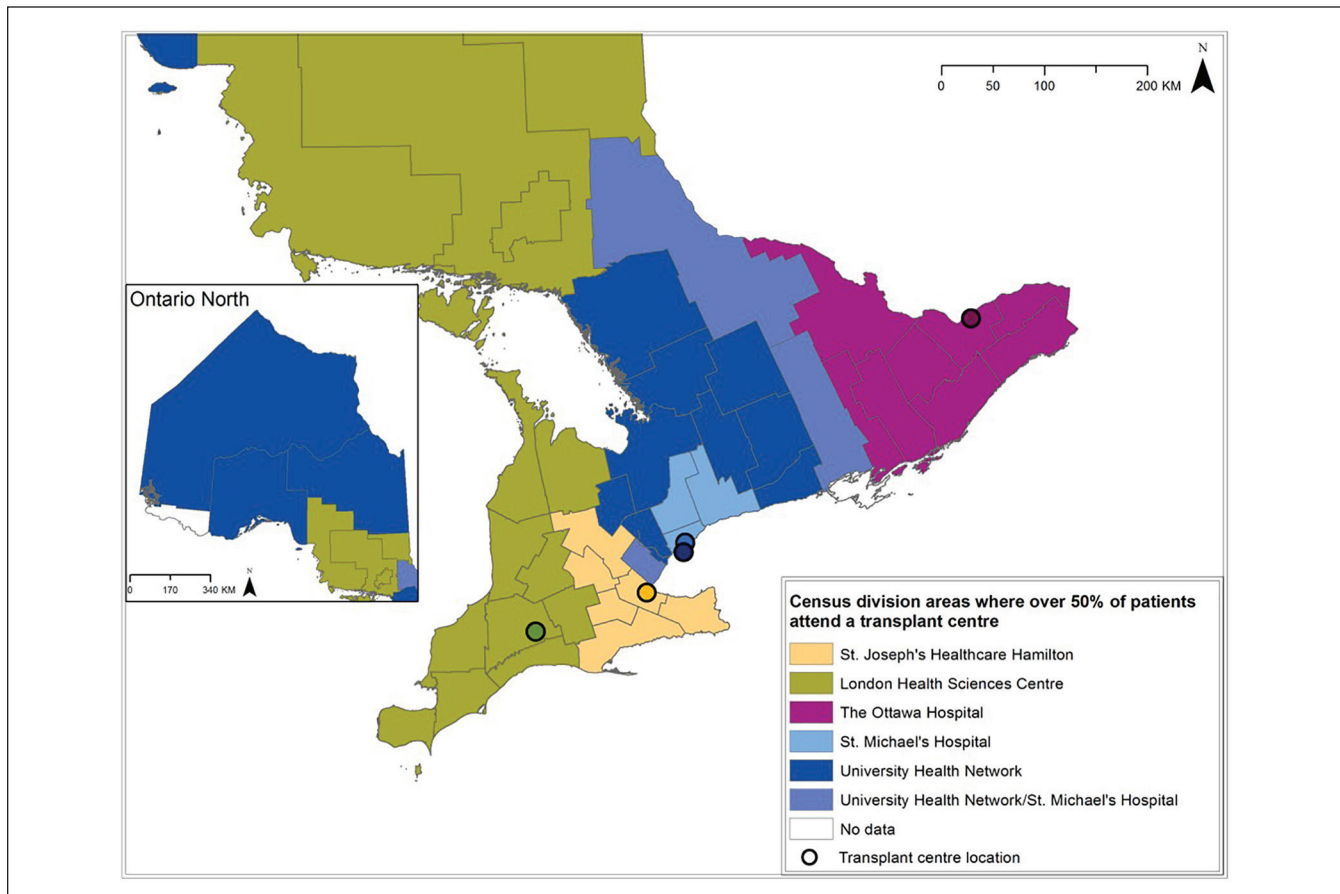 N
0 50 100 200 KM
Ontario North
N
0 170 340 KM
Census division areas where over 50% of patients
attend a transplant centre
St. Joseph's Healthcare Hamilton
London Health Sciences Centre
The Ottawa Hospital
St. Michael's Hospital
University Health Network
University Health Network/St. Michael's Hospital
No data
Transplant centre location